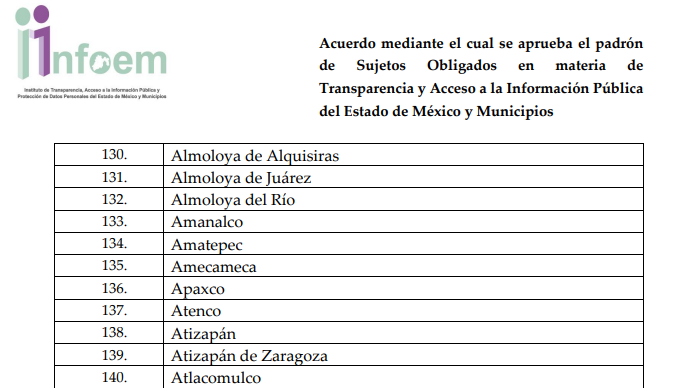 infoem
Instituto de Transparencia, Acceso a la Información Pública y
Protección de Datos Personales del Estado de México y Municipios
Acuerdo mediante el cual se aprueba el padrón
de Sujetos Obligados en materia de
Transparencia y Acceso a la Información Pública
del Estado de México y Municipios
130. Almoloya de Alquisiras
131. Almoloya de Juárez
132. Almoloya del Río
133. Amanalco
134. Amatepec
135. Amecameca
136. Apaxco
137. Atenco
138. Atizapán
139. Atizapán de Zaragoza
140. Atlacomulco